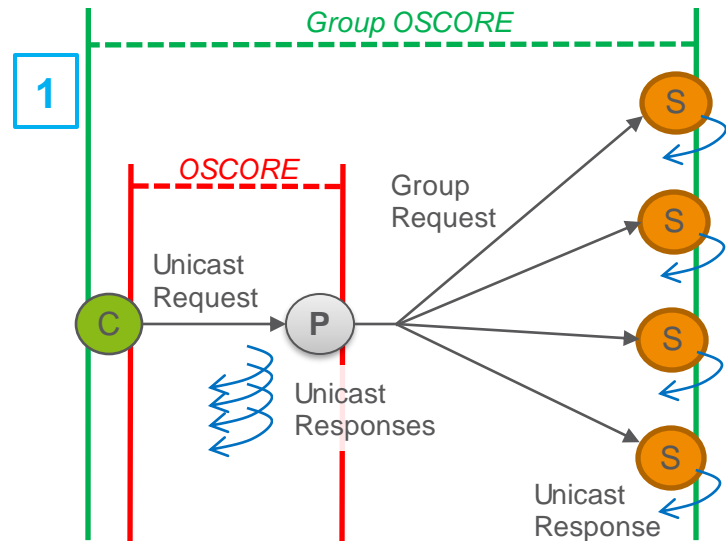 Group OSCORE
1
S
OSCORE
Group
Request
S
Unicast
Request
C
P
S
Unicast
Responses
S
Unicast
Response